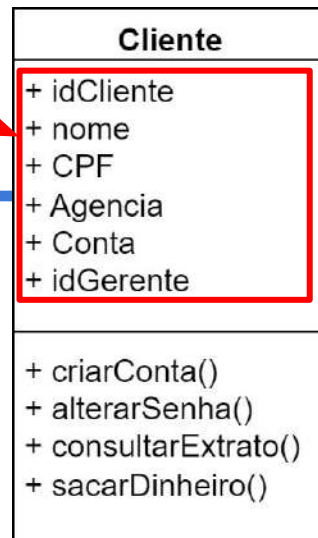 Cliente
+ idCliente
+ nome
+ CPF
+ Agencia
+ Conta
+ idGerente
+ criarConta()
+ alterarSenha()
+ consultarExtrato()
+ sacarDinheiro()